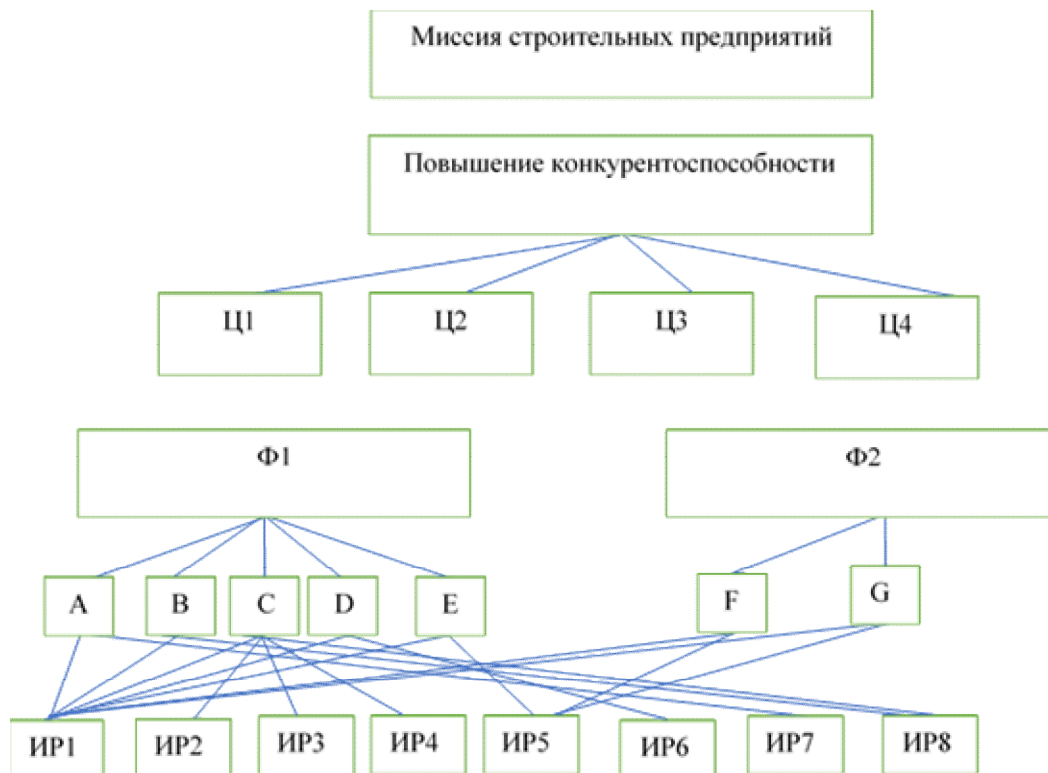 Миссия строительных предприятий
Повышение конкурентоспособности
Ц1
Ц2
Ц3
Ц4
Ф1
Ф2
A
B
C
D
E
F
G
ИР1
ИР2
ИР3
ИР4
ИР5
ИР6
ИР7
ИР8